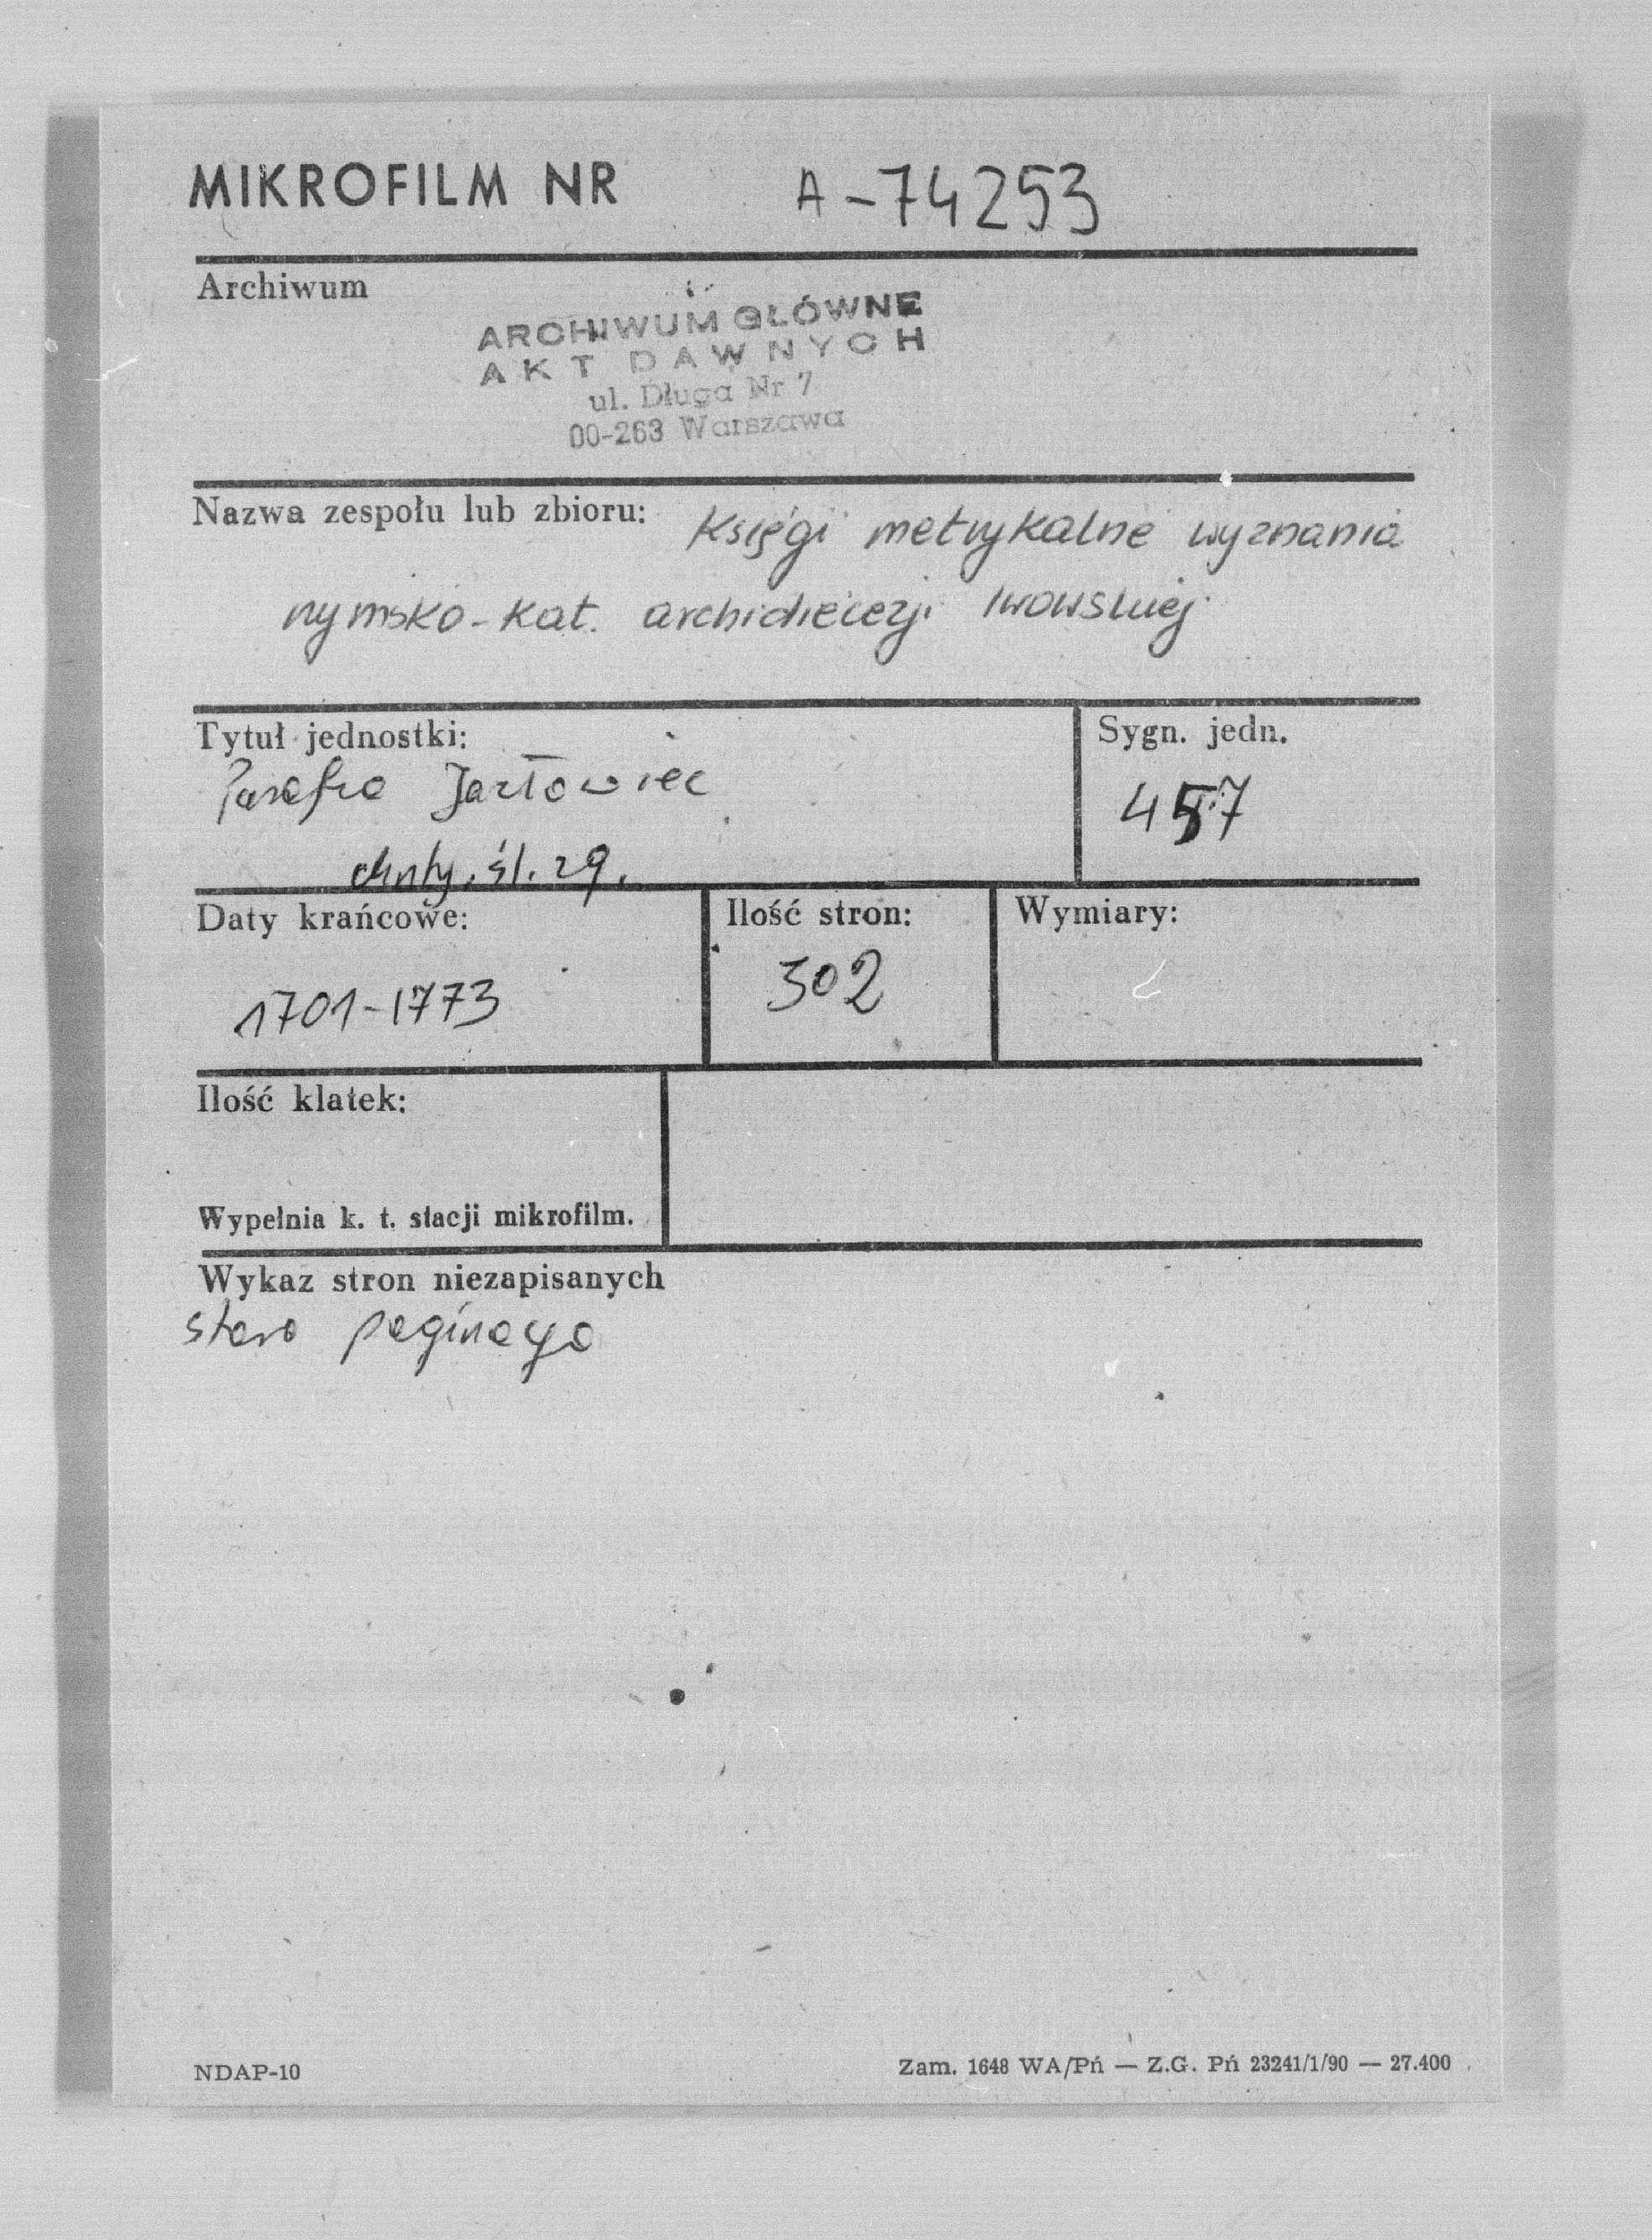 MIKROFILM NR A-74253
Archiwum
ARCHIWUM GŁÓWNE
AKT DAWNYCH
ul. Długa Nr 7
00-263 Warszawa
Nazwa zespołu lub zbioru: Księgi metrykalne wyznania
rzymsko-kat. archidiecezji lwowskiej
Tytuł jednostki:
Parafia Jazłowiec
chrzty, śl. zg.
Sygn. jedn.
457
Daty krańcowe:
1701-1773
Ilość stron:
302
Wymiary:
Ilość klatek:
Wypełnia k. t. stacji mikrofilm.
Wykaz stron niezapisanych
stara paginacja
NDAP-10
Zam. 1648 WA/Pń — Z.G. Pń 23241/1/90 — 27.400